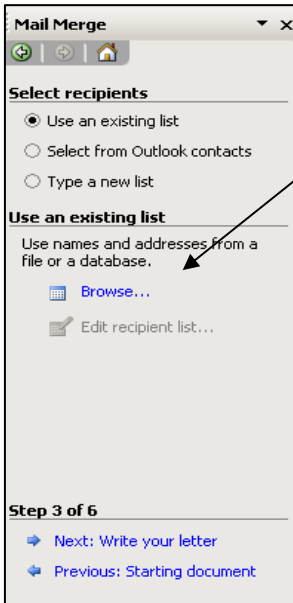 Mail Merge
Select recipients
Use an existing list
Select from Outlook contacts
Type a new list
Use an existing list
Use names and addresses from a
file or a database.
Browse...
Edit recipient list...
Step 3 of 6
Next: Write your letter
Previous: Starting document